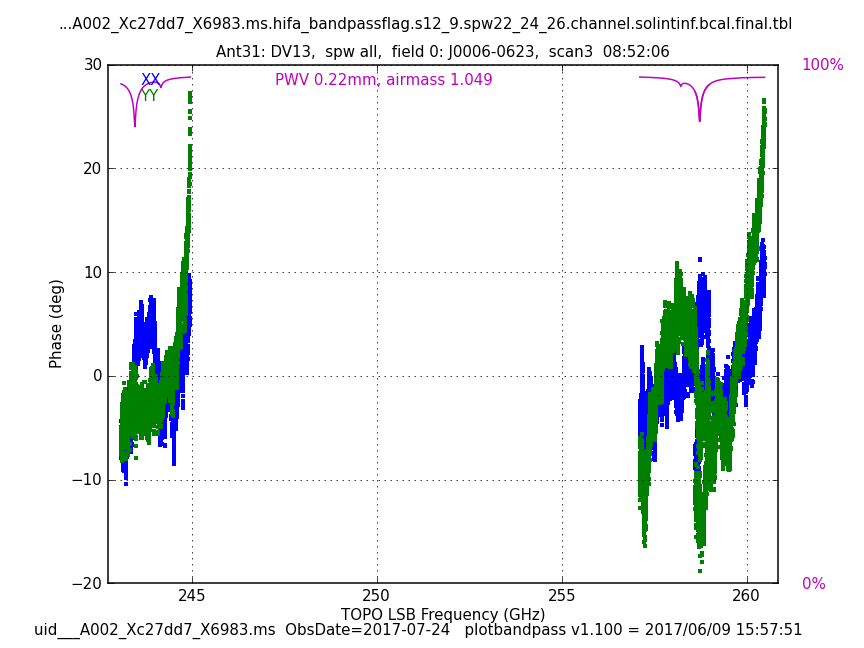 ...A002_Xc27dd7_X6983.ms.hifa_bandpassflag.s12_9.spw22_24_26.channel.solintinf.bcal.final.tbl
Ant31: DV13,  spw all,  field 0: J0006-0623,  scan3  08:52:06
30
100%
XX
PWV 0.22mm, airmass 1.049
YY
20
10
Phase (deg)
0
−10
−20
0%
245
250
255
260
TOPO LSB Frequency (GHz)
uid___A002_Xc27dd7_X6983.ms  ObsDate=2017-07-24   plotbandpass v1.100 = 2017/06/09 15:57:51